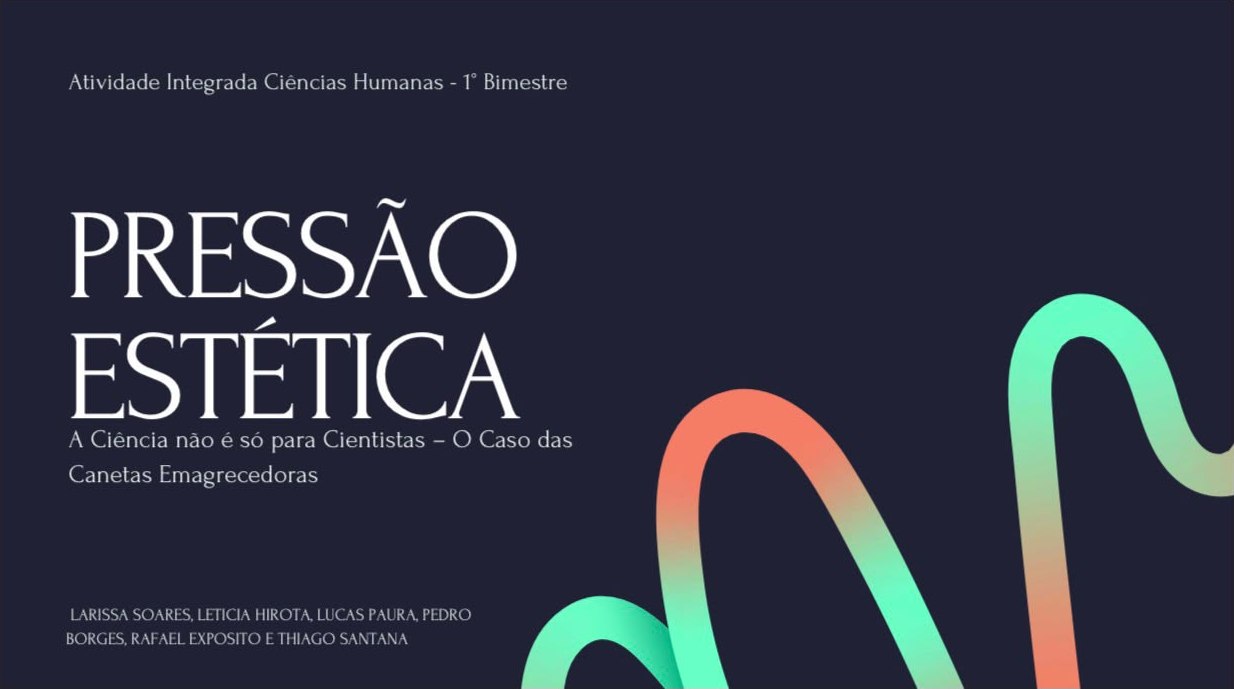 Atividade Integrada Ciências Humanas - 1° Bimestre
PRESSÃO
ESTÉTICA
A Ciência não é só para Cientistas – O Caso das
Canetas Emagrecedoras
LARISSA SOARES, LETICIA HIROTA, LUCAS PAURA, PEDRO
BORGES, RAFAEL EXPOSITO E THIAGO SANTANA